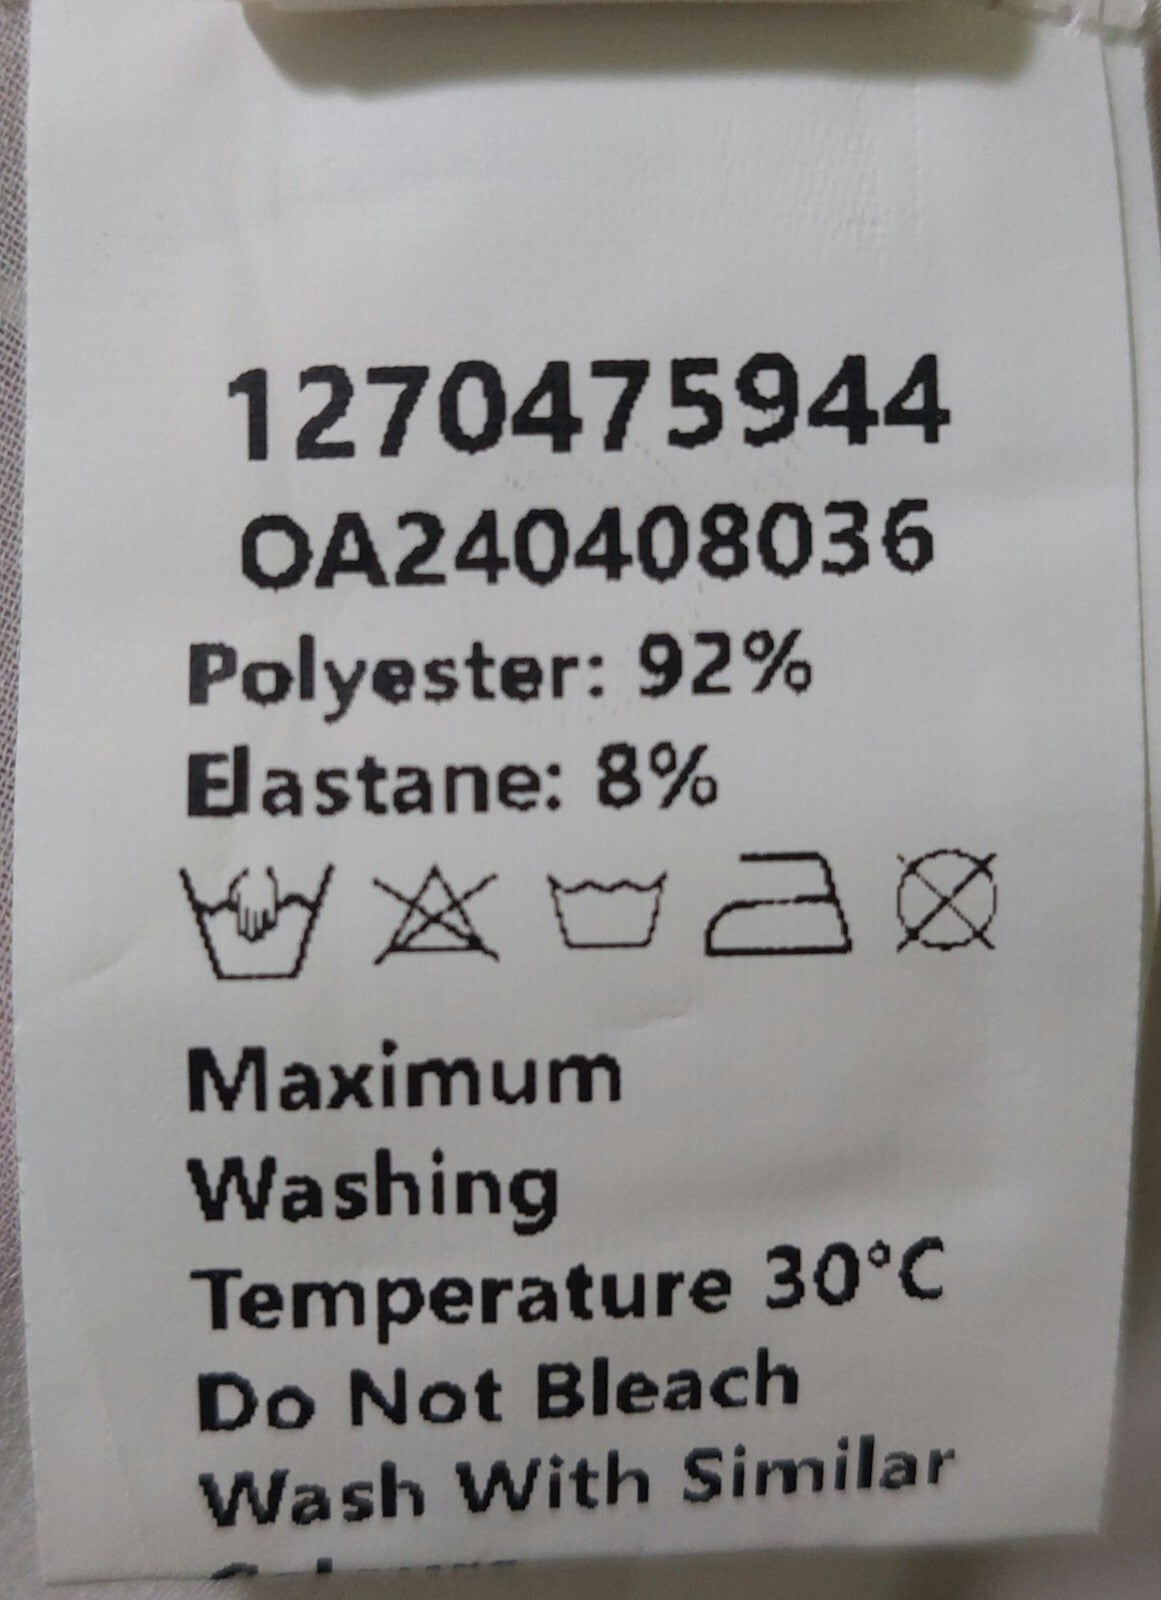 1270475944
OA240408036
Polyester: 92%
Elastane: 8%
Maximum
Washing
Temperature 30°C
Do Not Bleach
Wash With Similar